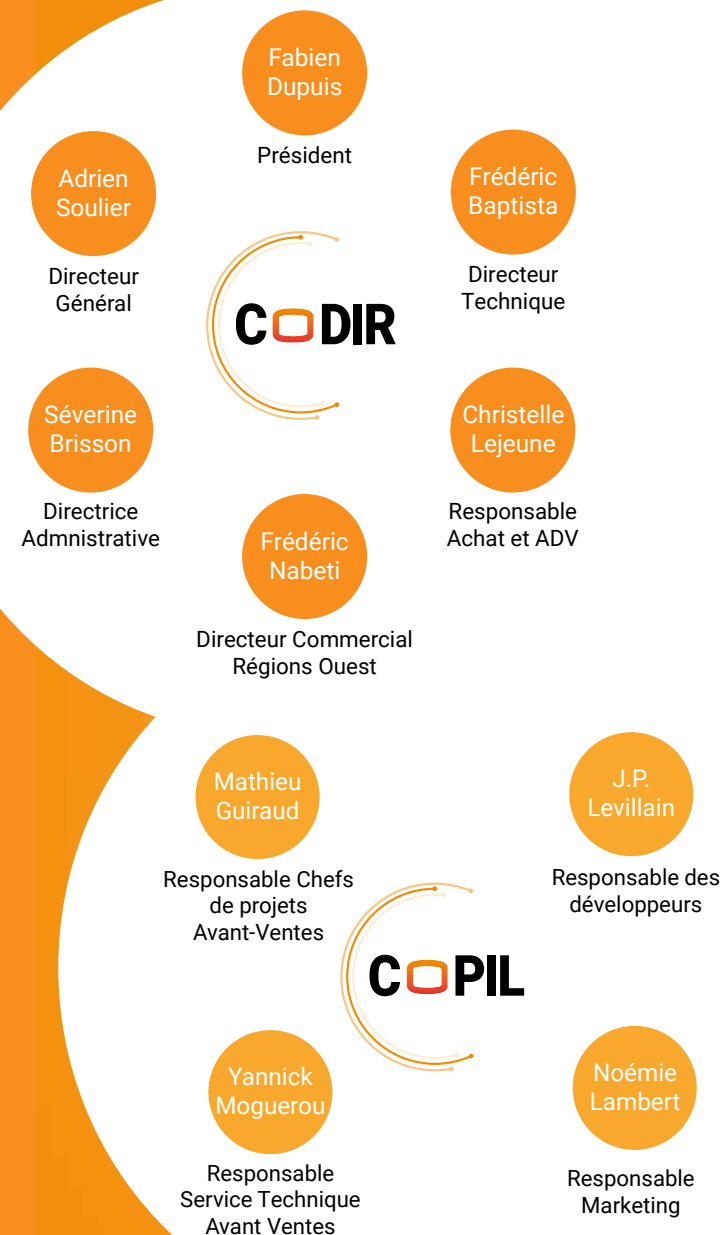 Fabien
Dupuis
Président
Adrien
Soulier
Directeur
Général
Frédéric
Baptista
Directeur
Technique
CODIR
Séverine
Brisson
Directrice
Admnistrative
Christelle
Lejeune
Responsable
Achat et ADV
Frédéric
Nabeti
Directeur Commercial
Régions Ouest
Mathieu
Guiraud
Responsable Chefs
de projets
Avant-Ventes
J.P.
Levillain
Responsable des
développeurs
COPIL
Yannick
Moguerou
Responsable
Service Technique
Avant Ventes
Noémie
Lambert
Responsable
Marketing